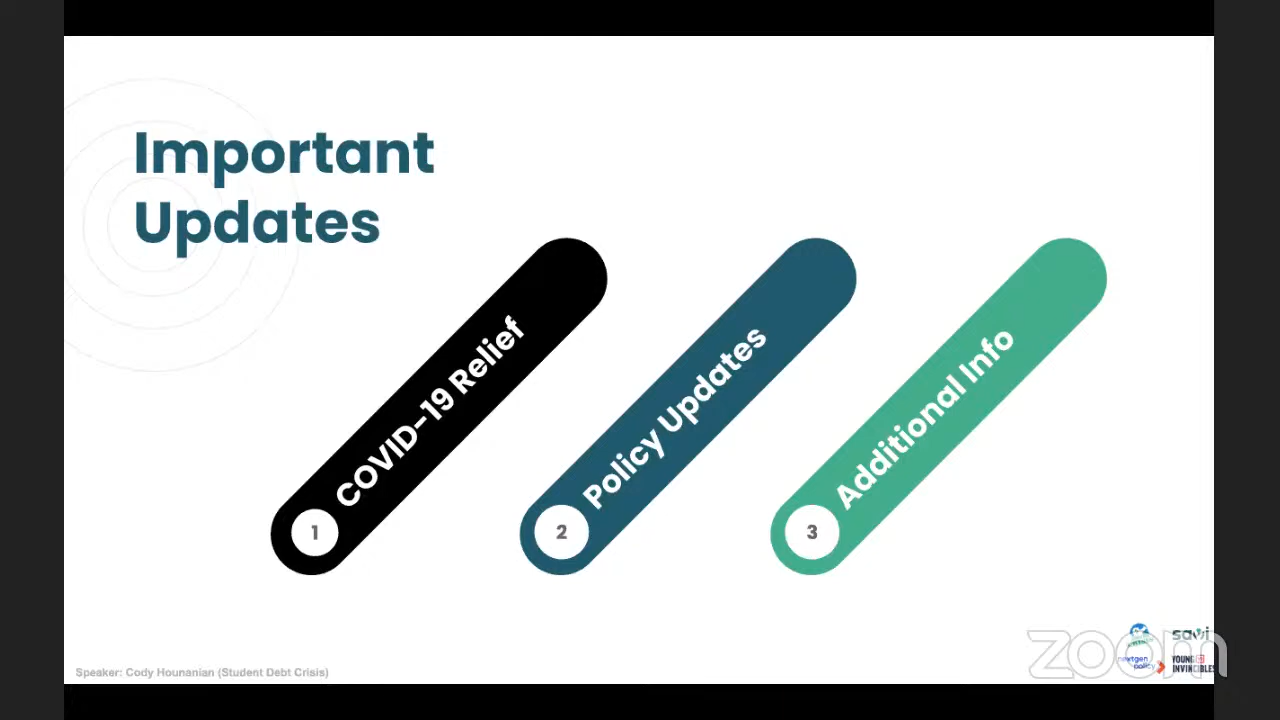 Important
Updates
COVID-19 Relief
Policy Updates
Additional Info
1
2
3
Speaker: Cody Hounanian (Student Debt Crisis)
savi
nextgen
policy
YOUNG
INVINCIBLES
zoom